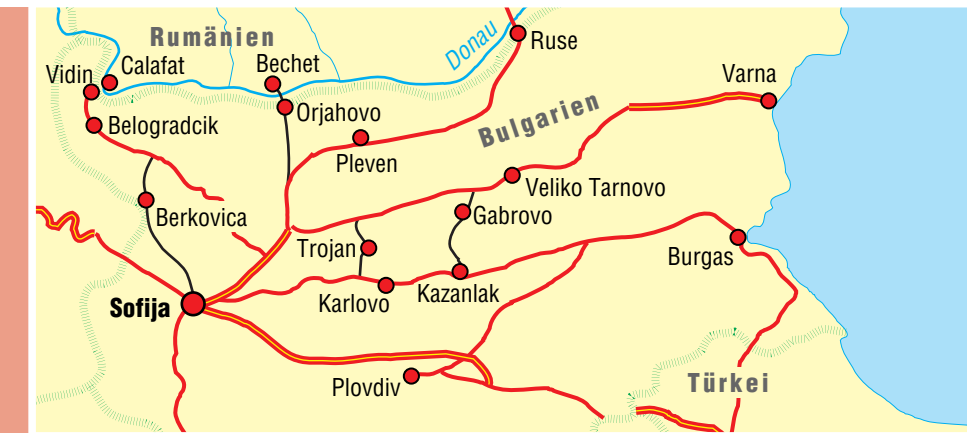 Rumänien
Donau
Ruse
Vidin
Calafat
Bechet
Varna
Belogradcik
Orjahovo
Bulgarien
Pleven
Veliko Tarnovo
Berkovica
Gabrovo
Trojan
Burgas
Sofija
Karlovo
Kazanlak
Plovdiv
Türkei